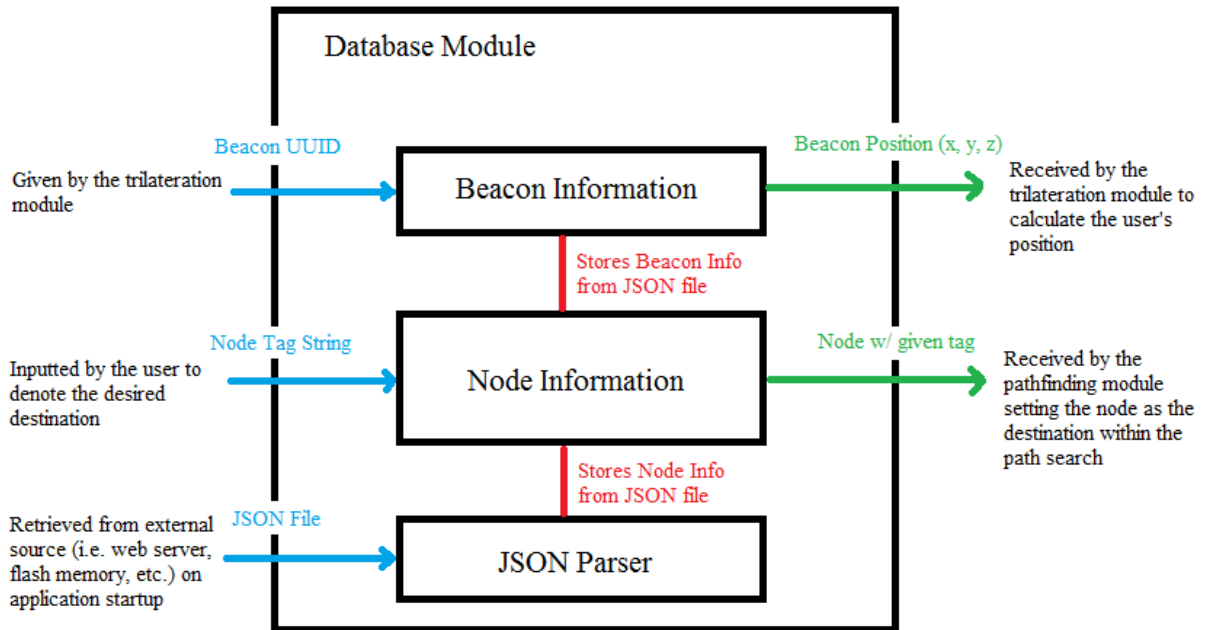 Database Module
Beacon UUID
Given by the trilateration
module
Beacon Information
Beacon Position (x, y, z)
Received by the
trilateration module to
calculate the user's
position
Stores Beacon Info
from JSON file
Node Tag String
Inputted by the user to
denote the desired
destination
Node Information
Node w/ given tag
Received by the
pathfinding module
setting the node as the
destination within the
path search
Stores Node Info
from JSON file
JSON File
Retrieved from external
source (i.e. web server,
flash memory, etc.) on
application startup
JSON Parser